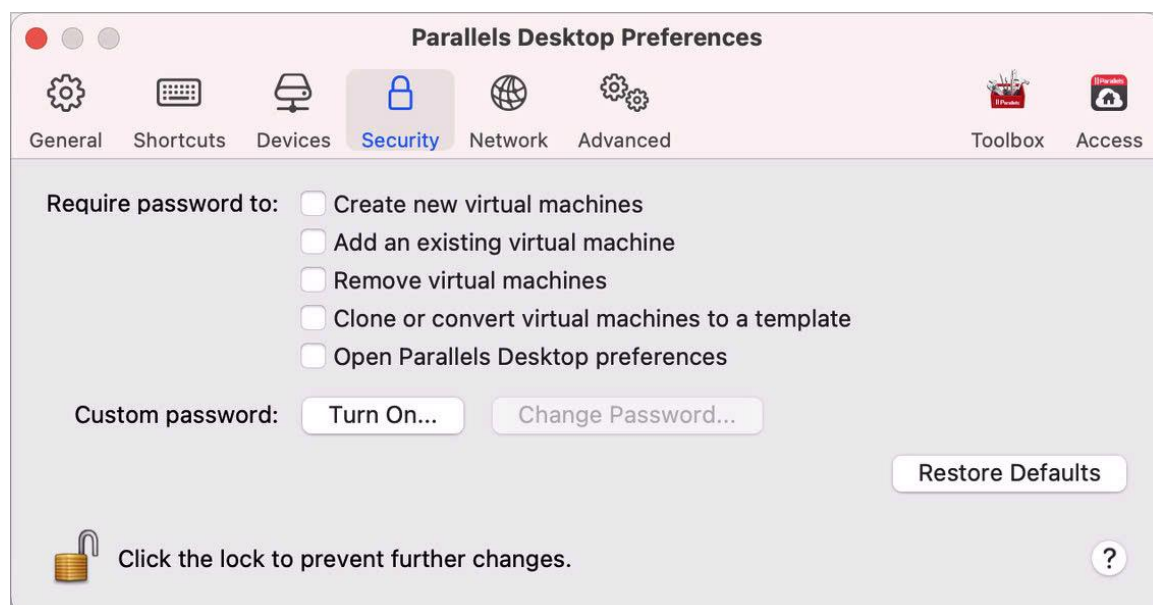 Parallels Desktop Preferences
General Shortcuts Devices Security Network Advanced Toolbox Access
Require password to: Create new virtual machines
Add an existing virtual machine
Remove virtual machines
Clone or convert virtual machines to a template
Open Parallels Desktop preferences
Custom password: Turn On... Change Password...
Restore Defaults
Click the lock to prevent further changes. ?